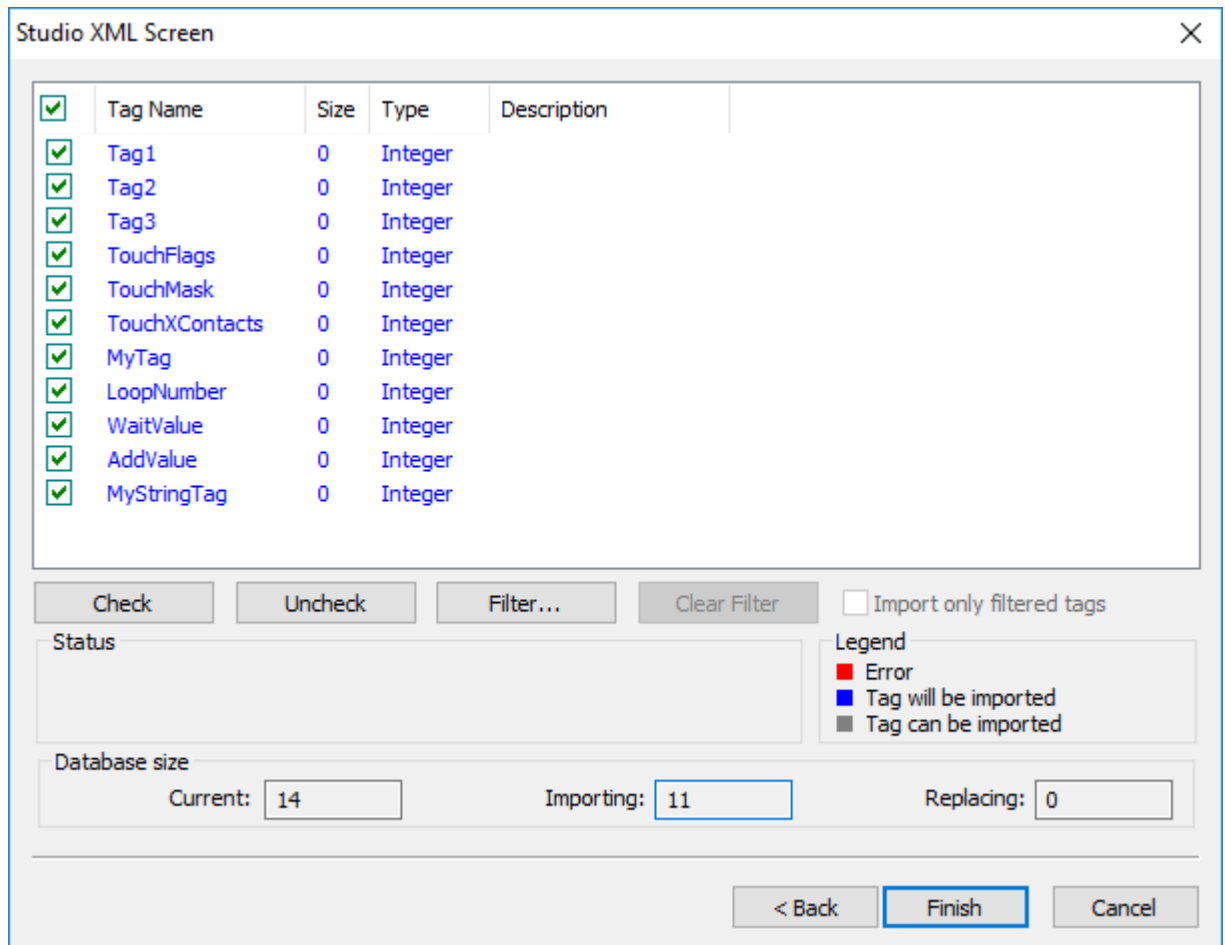 Studio XML Screen
Tag Name Size Type Description
Tag1 0 Integer
Tag2 0 Integer
Tag3 0 Integer
TouchFlags 0 Integer
TouchMask 0 Integer
TouchXContacts 0 Integer
MyTag 0 Integer
LoopNumber 0 Integer
WaitValue 0 Integer
AddValue 0 Integer
MyStringTag 0 Integer
Check Uncheck Filter... Clear Filter Import only filtered tags
Status
Legend
Error
Tag will be imported
Tag can be imported
Database size
Current: 14 Importing: 11 Replacing: 0
< Back Finish Cancel